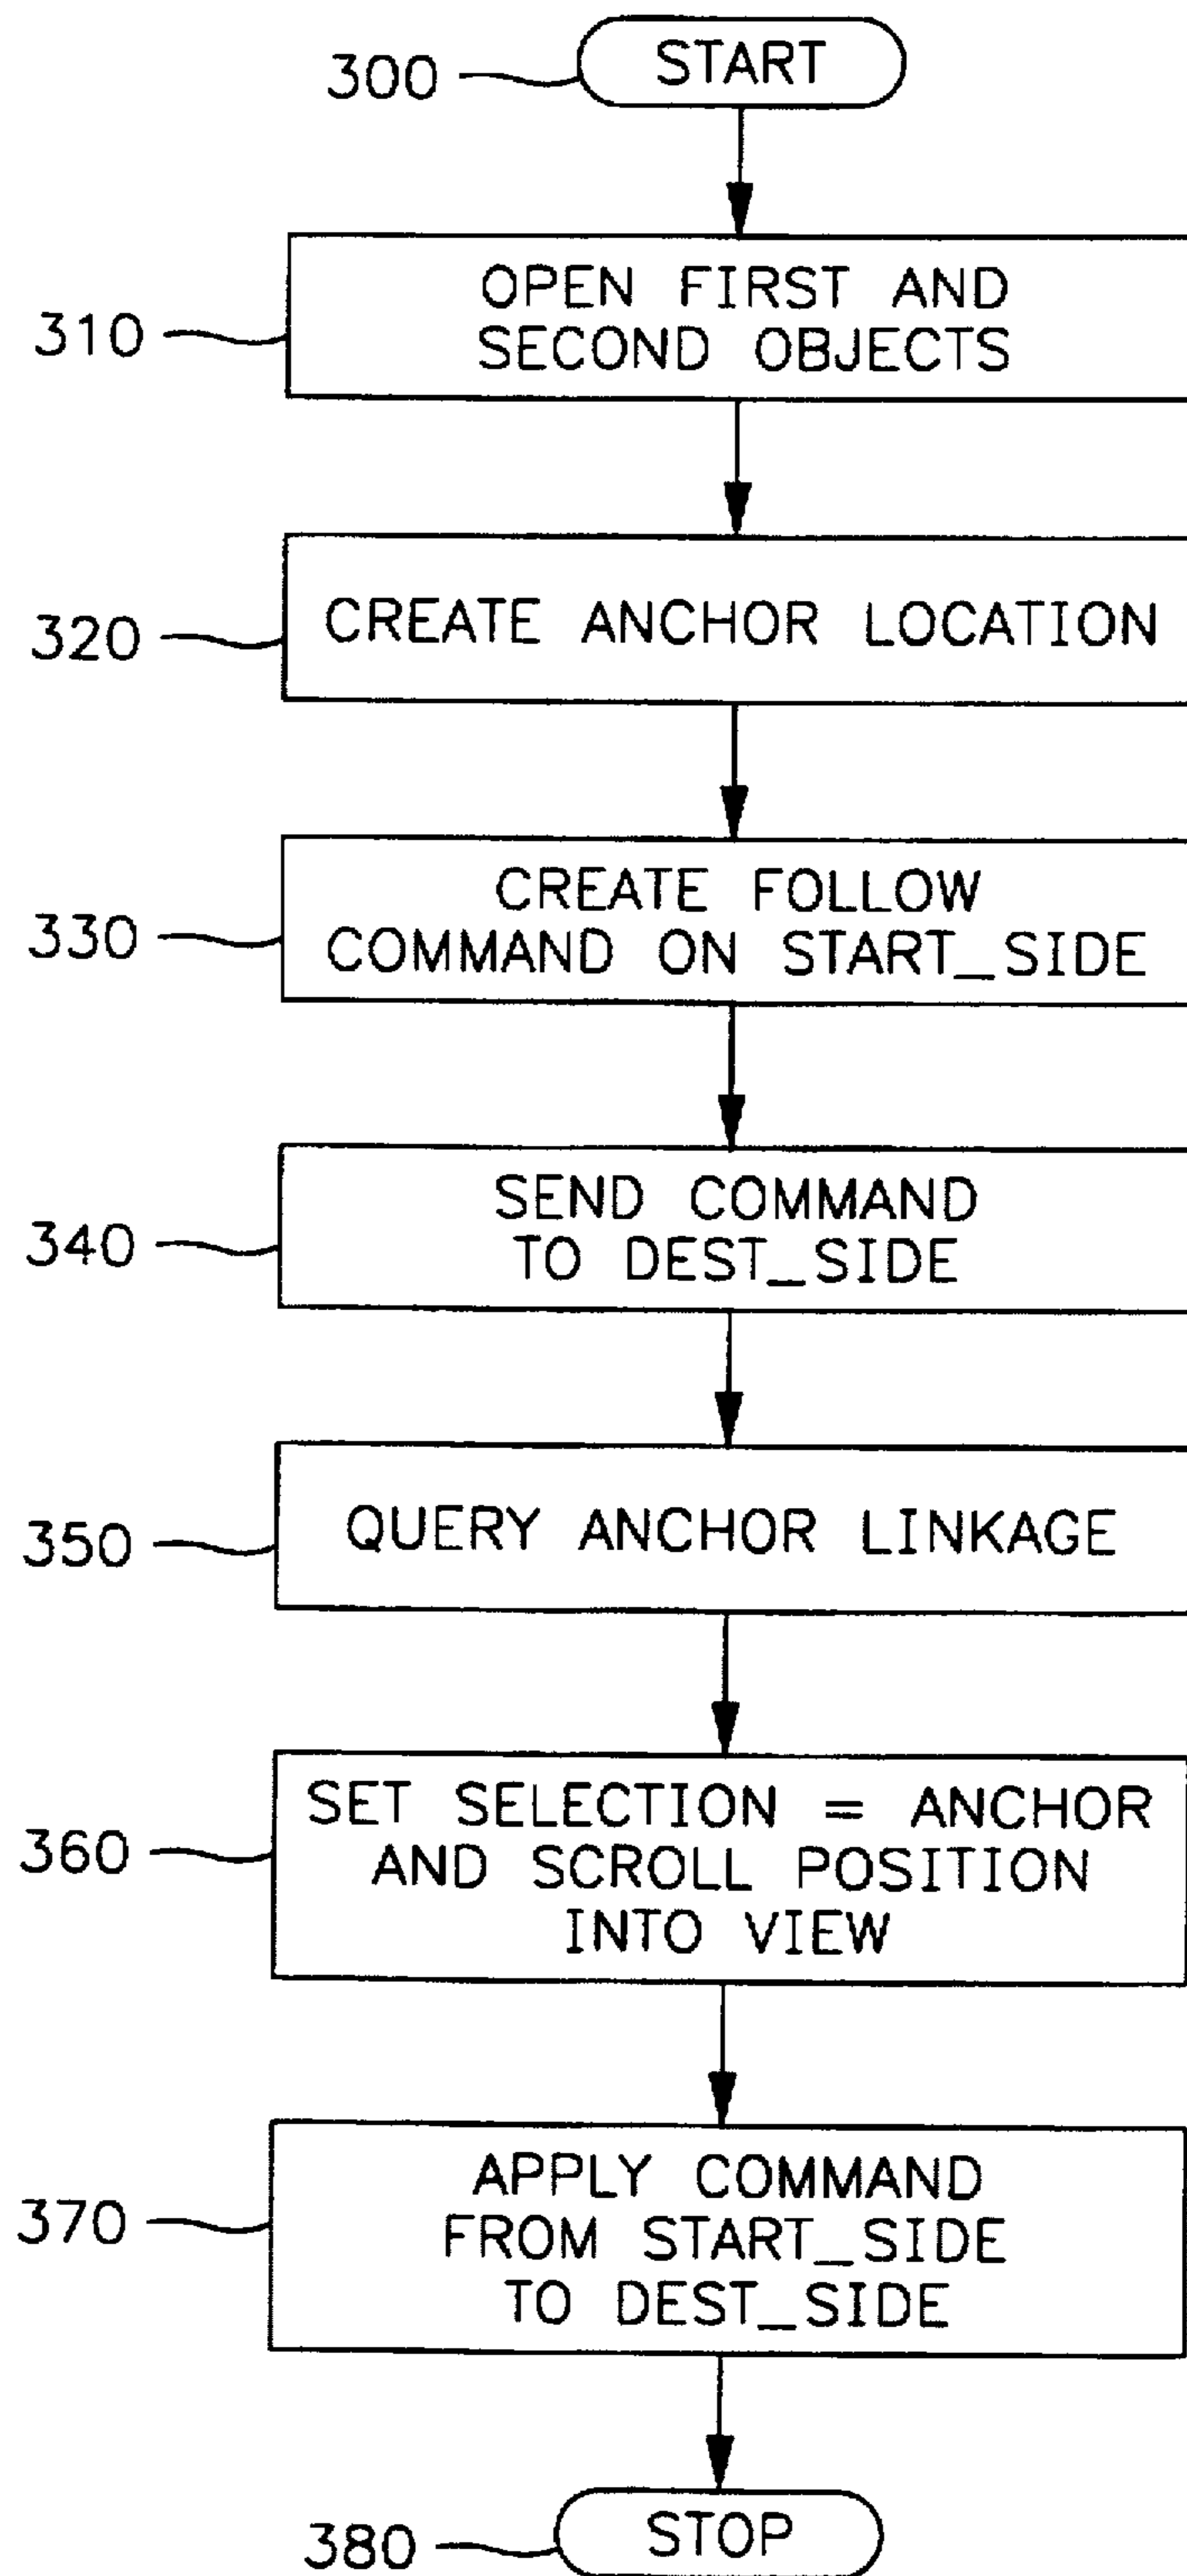 300
START
310
OPEN FIRST AND
SECOND OBJECTS
320
CREATE ANCHOR LOCATION
330
CREATE FOLLOW
COMMAND ON START_SIDE
340
SEND COMMAND
TO DEST_SIDE
350
QUERY ANCHOR LINKAGE
360
SET SELECTION = ANCHOR
AND SCROLL POSITION
INTO VIEW
370
APPLY COMMAND
FROM START_SIDE
TO DEST_SIDE
380
STOP